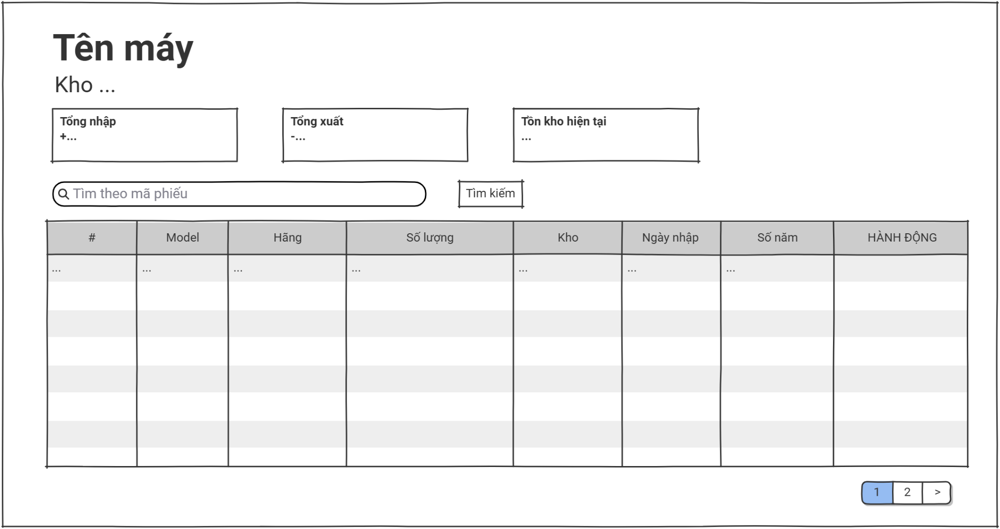 Tên máy
Kho ...
Tổng nhập
+...
Tổng xuất
-...
Tồn kho hiện tại
...
Tìm theo mã phiếu
Tìm kiếm
# Model Hãng Số lượng Kho Ngày nhập Số năm HÀNH ĐỘNG
... ... ... ... ... ... ...
1 2 >